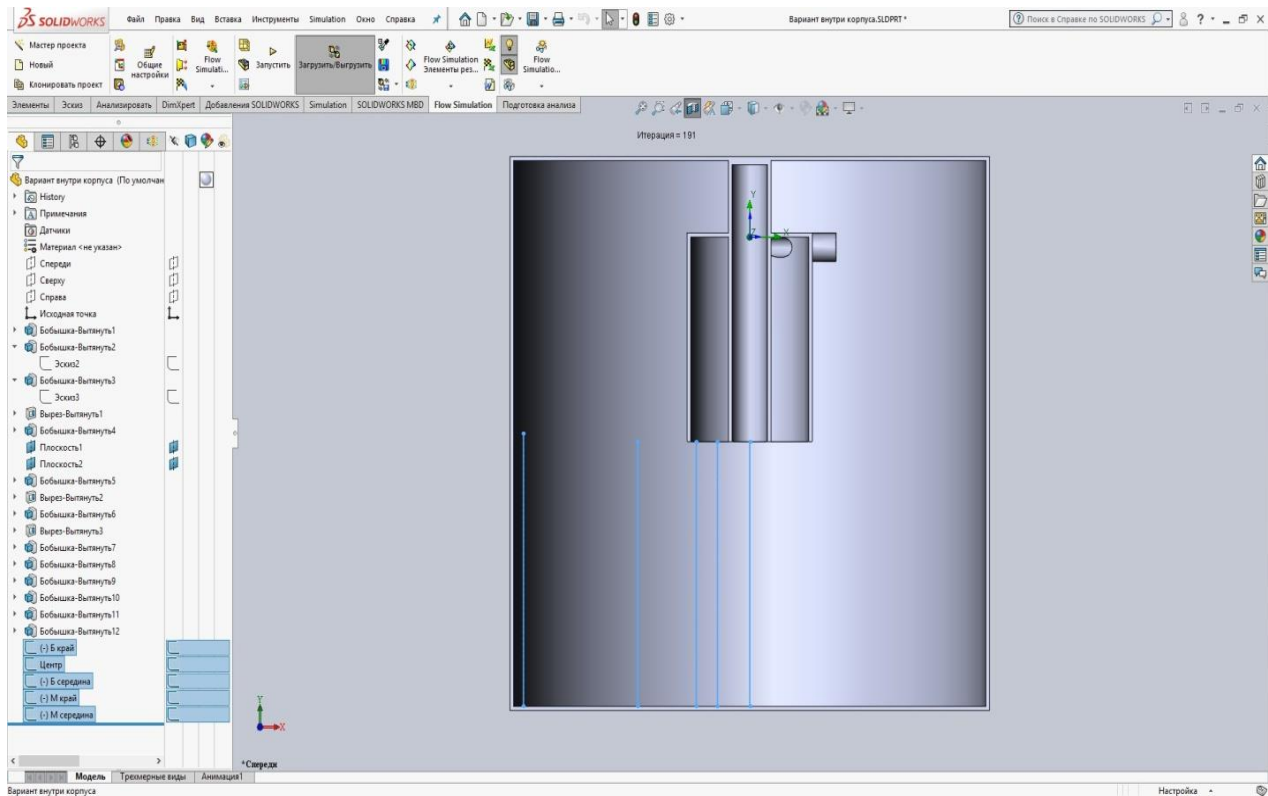 SOLIDWORKS Файл Правка Вид Вставка Инструменты Simulation Окно Справка Вариант внутри корпуса.SLDPRT * Поиск в Справке по SOLIDWORKS
Мастер проекта
Новый
Клонировать проект
Общие настройки
Flow Simulati...
Запустить
Загрузить/Выгрузить
Flow Simulation Элементы рез...
Flow Simulatio...
Элементы Эскиз Анализировать DimXpert Добавления SOLIDWORKS Simulation SOLIDWORKS MBD Flow Simulation Подготовка анализа
Итерация = 191
Вариант внутри корпуса (По умолчан
History
Примечания
Датчики
Материал <не указан>
Спереди
Сверху
Справа
Исходная точка
Бобышка-Вытянуть1
Бобышка-Вытянуть2
Эскиз2
Бобышка-Вытянуть3
Эскиз3
Вырез-Вытянуть1
Бобышка-Вытянуть4
Плоскость1
Плоскость2
Бобышка-Вытянуть5
Вырез-Вытянуть2
Бобышка-Вытянуть6
Вырез-Вытянуть3
Бобышка-Вытянуть7
Бобышка-Вытянуть8
Бобышка-Вытянуть9
Бобышка-Вытянуть10
Бобышка-Вытянуть11
Бобышка-Вытянуть12
(-) Б край
Центр
(-) Б середина
(-) М край
(-) М середина
Y
Z X
Y
X
*Спереди
Модель Трехмерные виды Анимация1
Вариант внутри корпуса Настройка